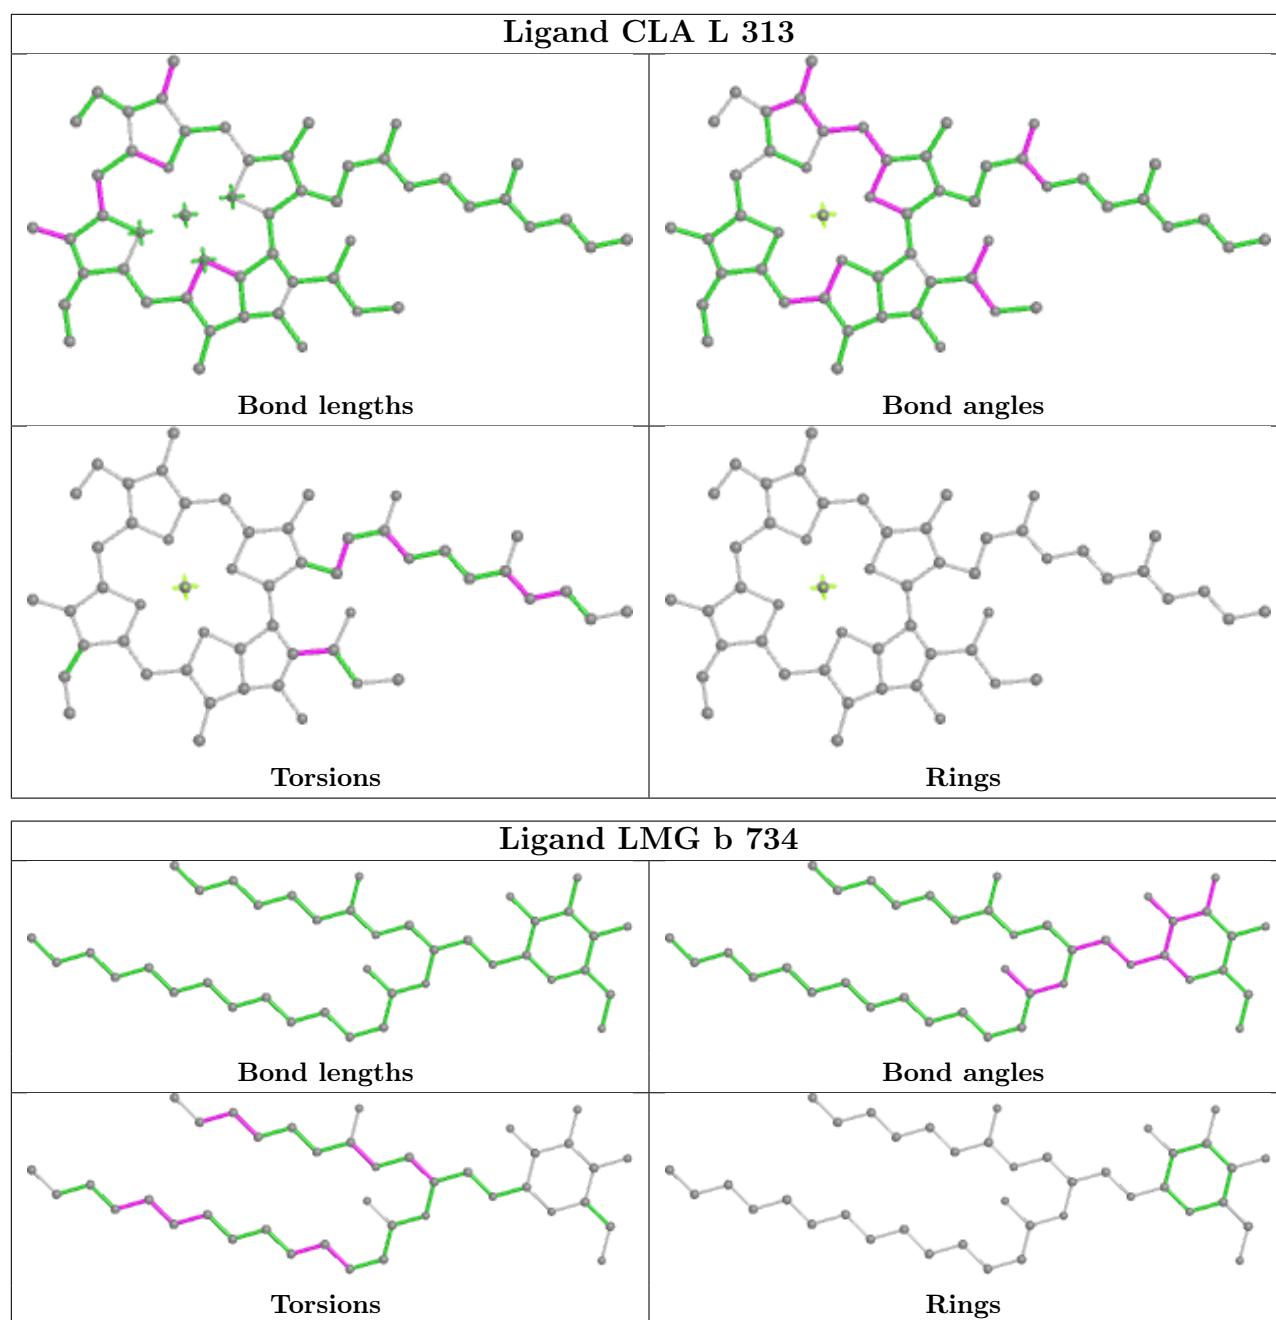 Ligand CLA L 313
Bond lengths
Bond angles
Torsions
Rings
Ligand LMG b 734
Bond lengths
Bond angles
Torsions
Rings